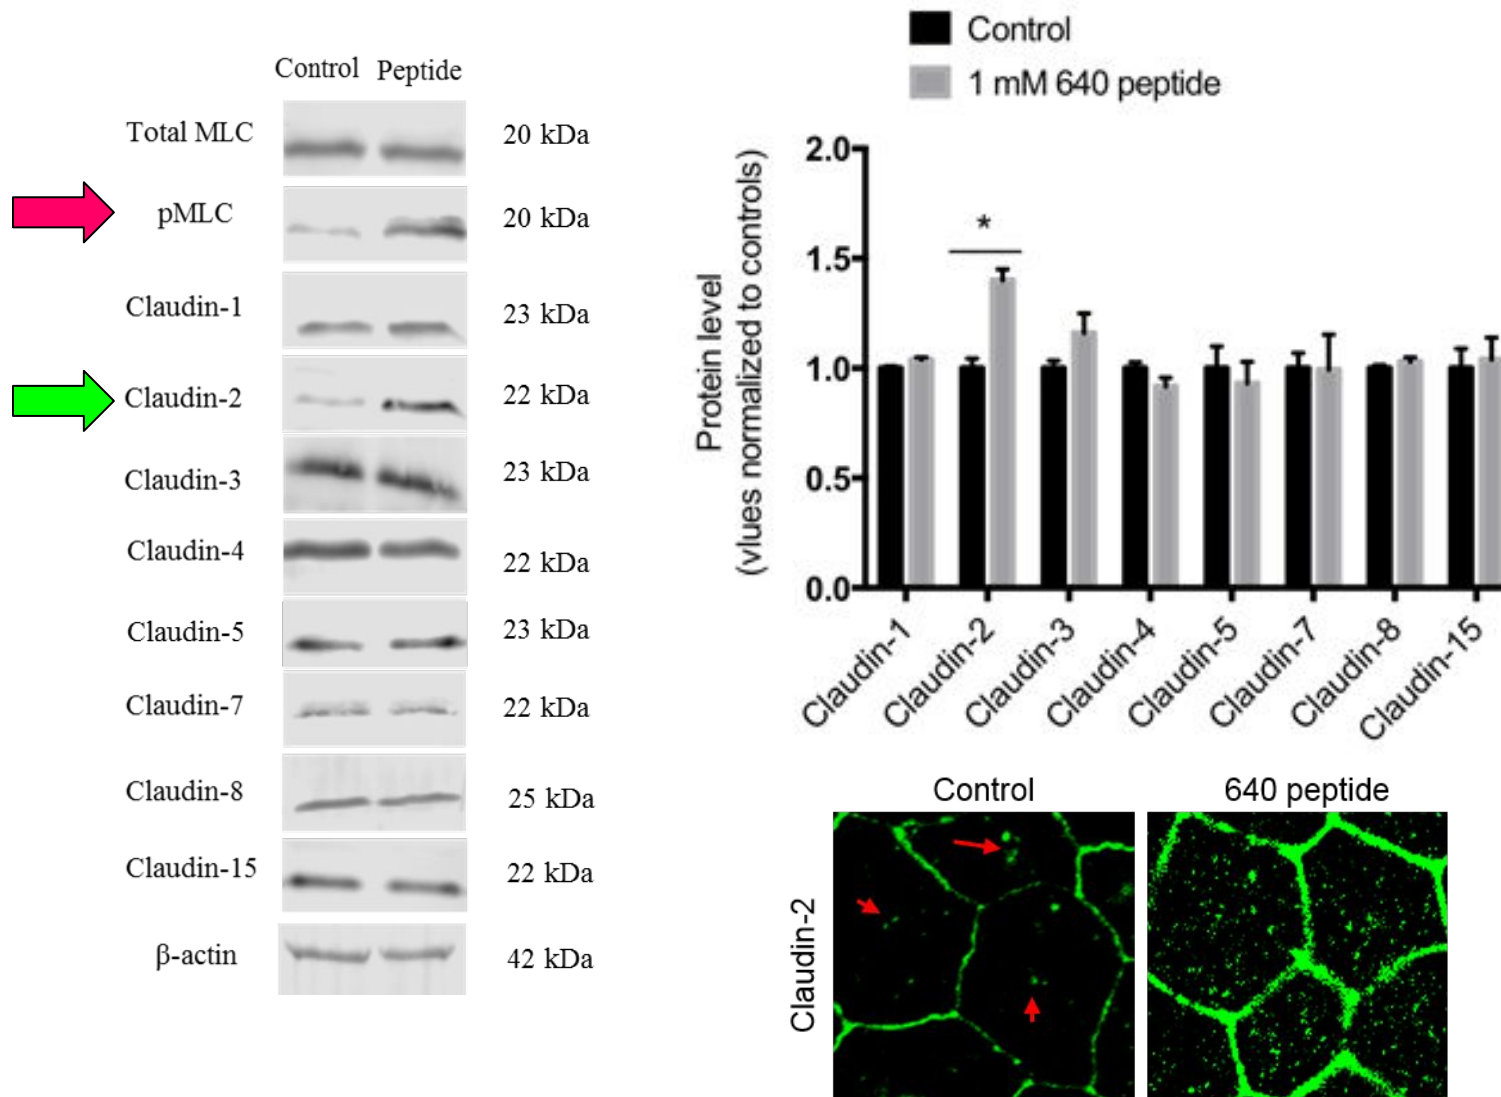 Control Peptide
Total MLC 20 kDa
pMLC 20 kDa
Claudin-1 23 kDa
Claudin-2 22 kDa
Claudin-3 23 kDa
Claudin-4 22 kDa
Claudin-5 23 kDa
Claudin-7 22 kDa
Claudin-8 25 kDa
Claudin-15 22 kDa
β-actin 42 kDa
Control
1 mM 640 peptide
Protein level
(vlues normalized to controls)
2.0
1.5
1.0
0.5
0.0
*
Claudin-1
Claudin-2
Claudin-3
Claudin-4
Claudin-5
Claudin-7
Claudin-8
Claudin-15
Control 640 peptide
Claudin-2